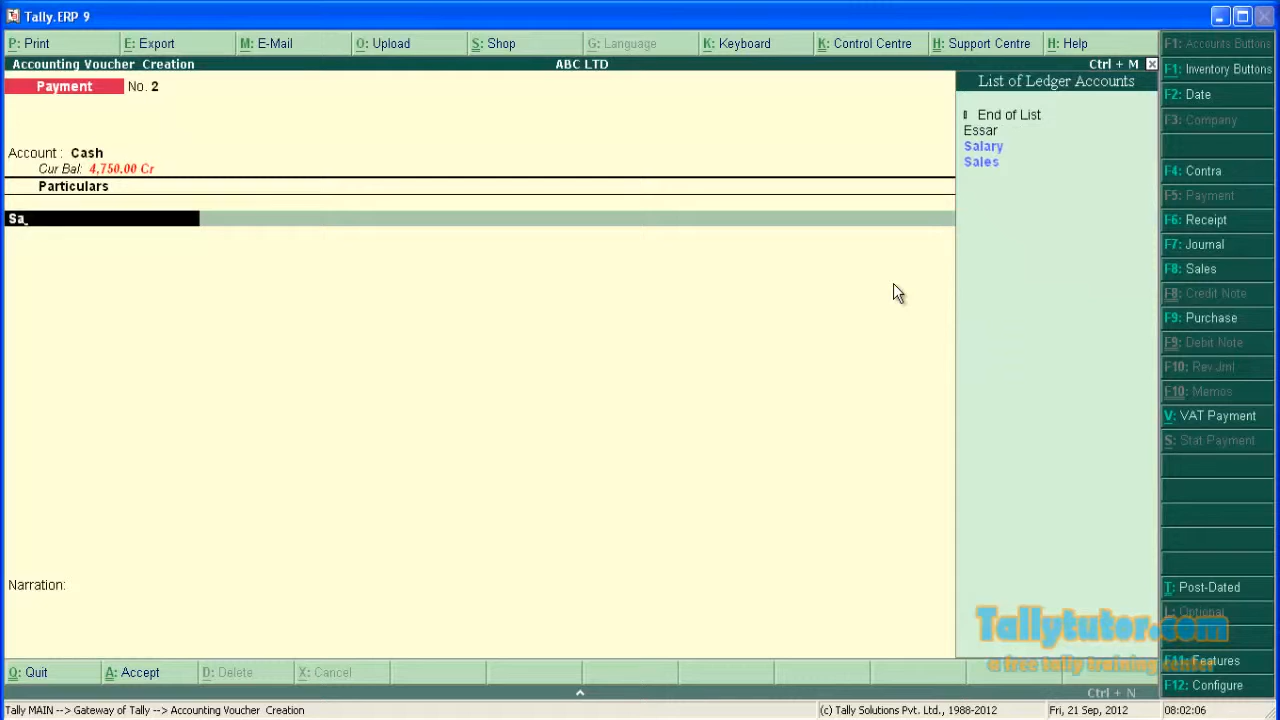 Tally.ERP 9
P: Print E: Export M: E-Mail O: Upload S: Shop G: Language K: Keyboard K: Control Centre H: Support Centre H: Help
Accounting Voucher Creation ABC LTD Ctrl + M
Payment No. 2
Account : Cash
Cur Bal: 4,750.00 Cr
Particulars
Sa_
Narration:
List of Ledger Accounts
End of List
Essar
Salary
Sales
F1: Accounts Buttons
F1: Inventory Buttons
F2: Date
F3: Company
F4: Contra
F5: Payment
F6: Receipt
F7: Journal
F8: Sales
F8: Credit Note
F9: Purchase
F9: Debit Note
F10: Rev Jrnl
F10: Memos
V: VAT Payment
S: Stat Payment
T: Post-Dated
L: Optional
Tallytutor.com
a free tally training center
F11: Features
F12: Configure
Q: Quit A: Accept D: Delete X: Cancel
Ctrl + N
Tally MAIN --> Gateway of Tally --> Accounting Voucher Creation (c) Tally Solutions Pvt. Ltd., 1988-2012 Fri, 21 Sep, 2012 08:02:06